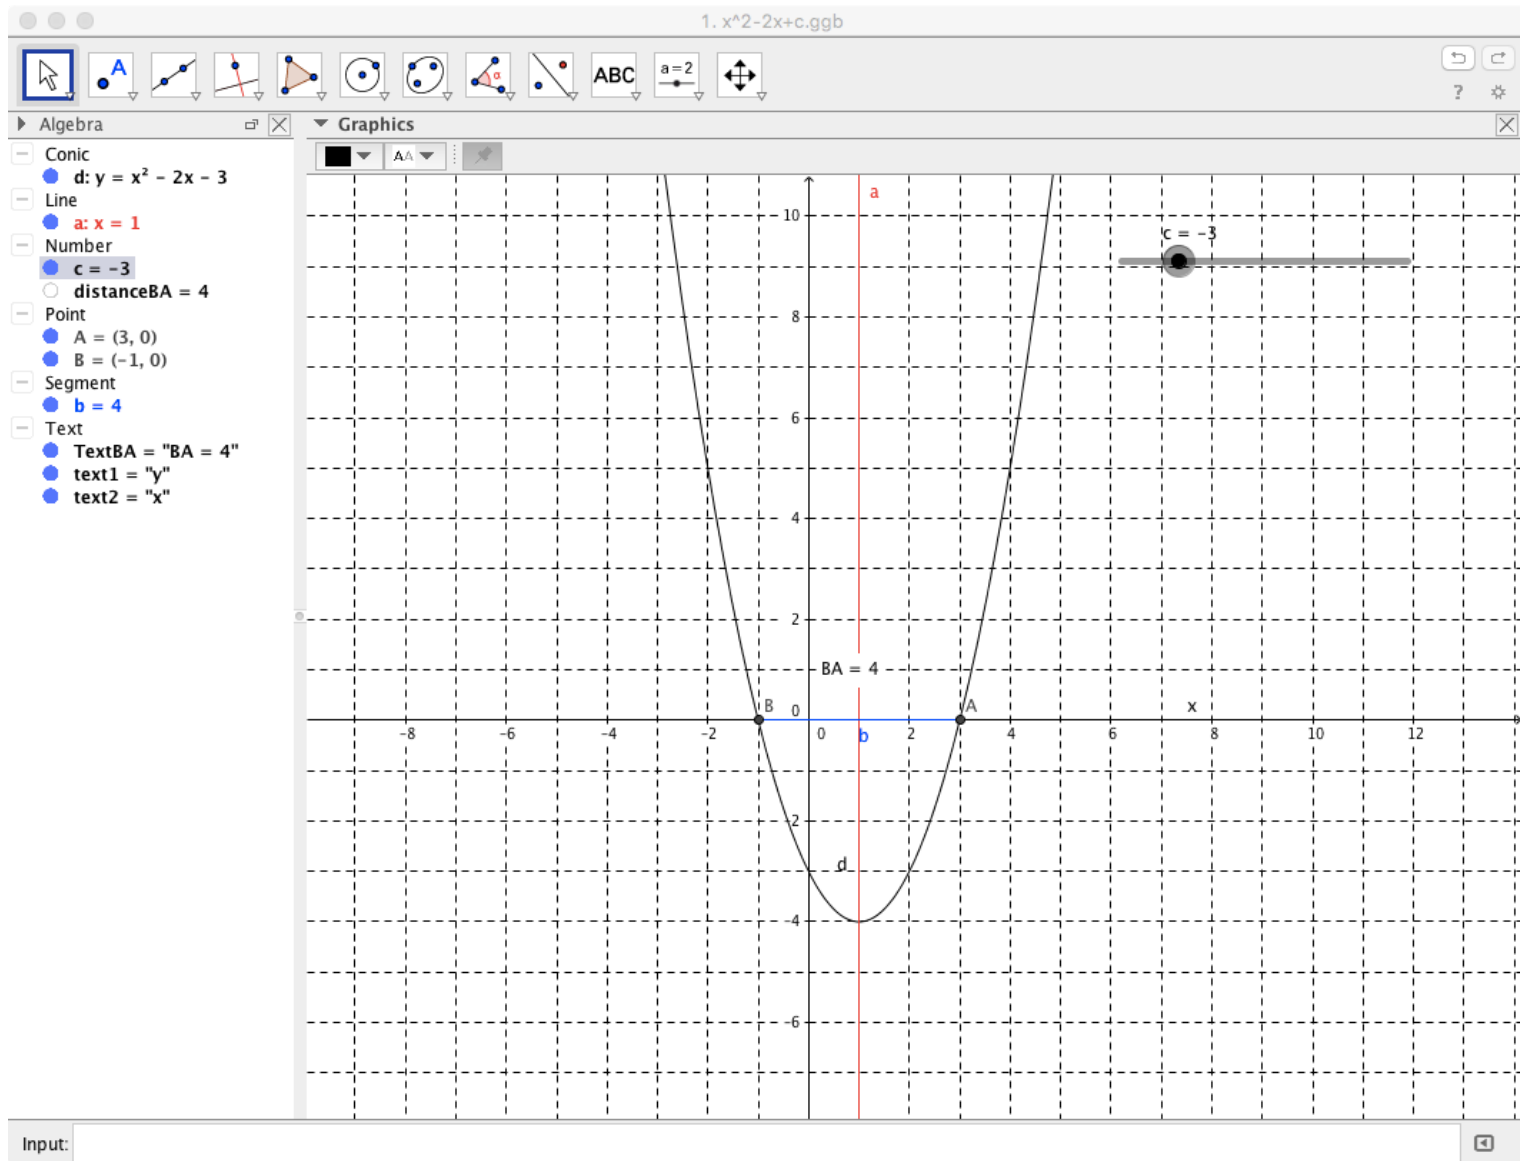 1. x^2-2x+c.ggb
A
α
ABC
a=2
?
Algebra
Graphics
AA
Conic
d: y = x² – 2x – 3
Line
a: x = 1
Number
c = –3
distanceBA = 4
Point
A = (3, 0)
B = (–1, 0)
Segment
b = 4
Text
TextBA = "BA = 4"
text1 = "y"
text2 = "x"
a
10
c = –3
8
6
4
2
BA = 4
B
0
A
x
-8 -6 -4 -2 0 b 2 4 6 8 10 12
-2
d
-4
-6
Input: